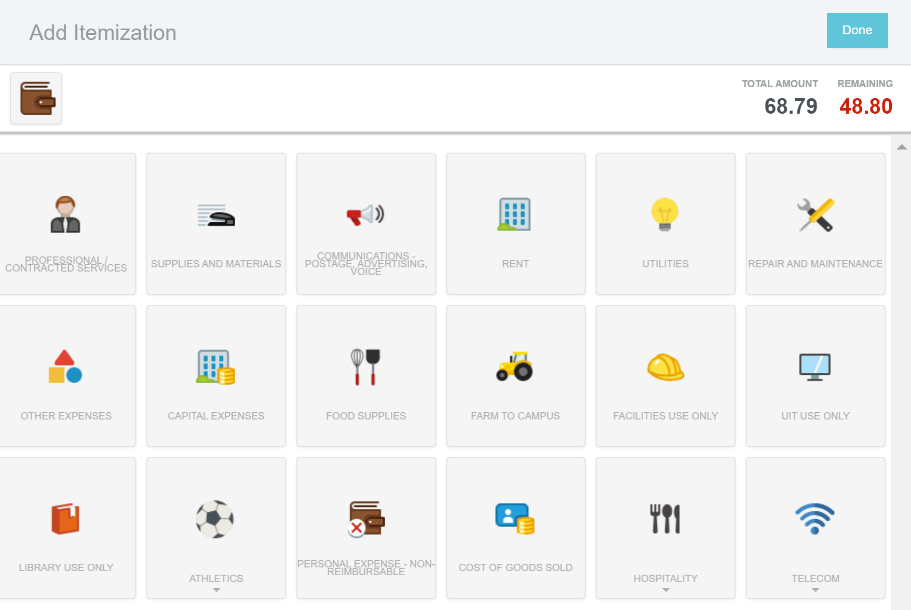 Add Itemization
Done
TOTAL AMOUNT
REMAINING
68.79
48.80
PROFESSIONAL /
CONTRACTED SERVICES
SUPPLIES AND MATERIALS
COMMUNICATIONS -
POSTAGE, ADVERTISING,
VOICE
RENT
UTILITIES
REPAIR AND MAINTENANCE
OTHER EXPENSES
CAPITAL EXPENSES
FOOD SUPPLIES
FARM TO CAMPUS
FACILITIES USE ONLY
UIT USE ONLY
LIBRARY USE ONLY
ATHLETICS
PERSONAL EXPENSE - NON-
REIMBURSABLE
COST OF GOODS SOLD
HOSPITALITY
TELECOM